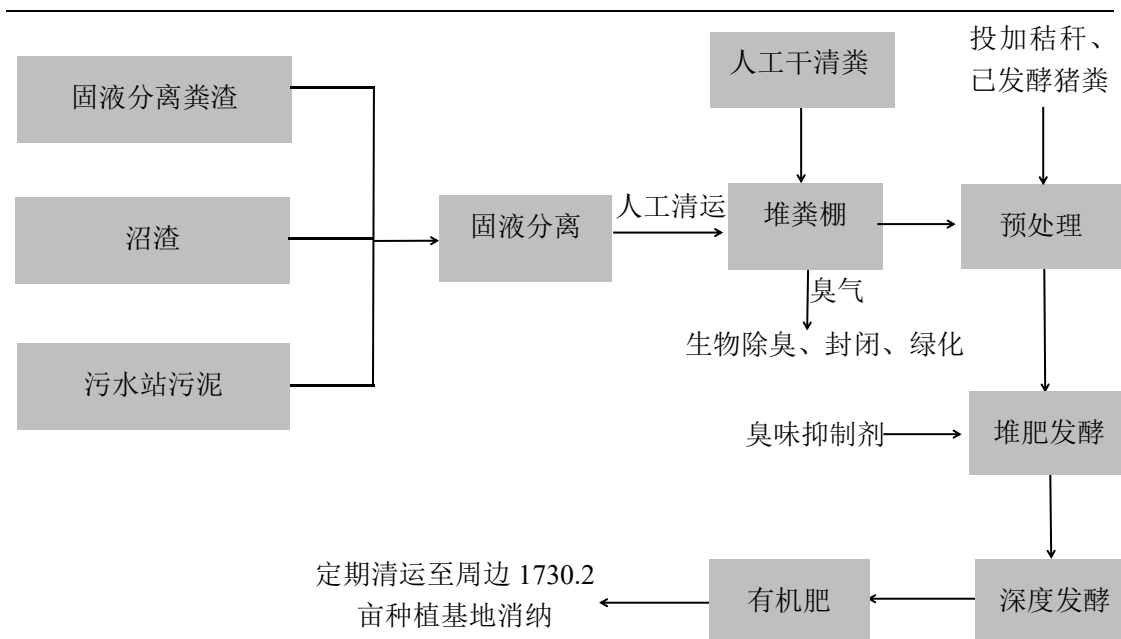 固液分离粪渣
沼渣
污水站污泥
固液分离
人工清运
人工干清粪
堆粪棚
臭气
生物除臭、封闭、绿化
投加秸秆、
已发酵猪粪
预处理
臭味抑制剂
堆肥发酵
深度发酵
有机肥
定期清运至周边 1730.2
亩种植基地消纳